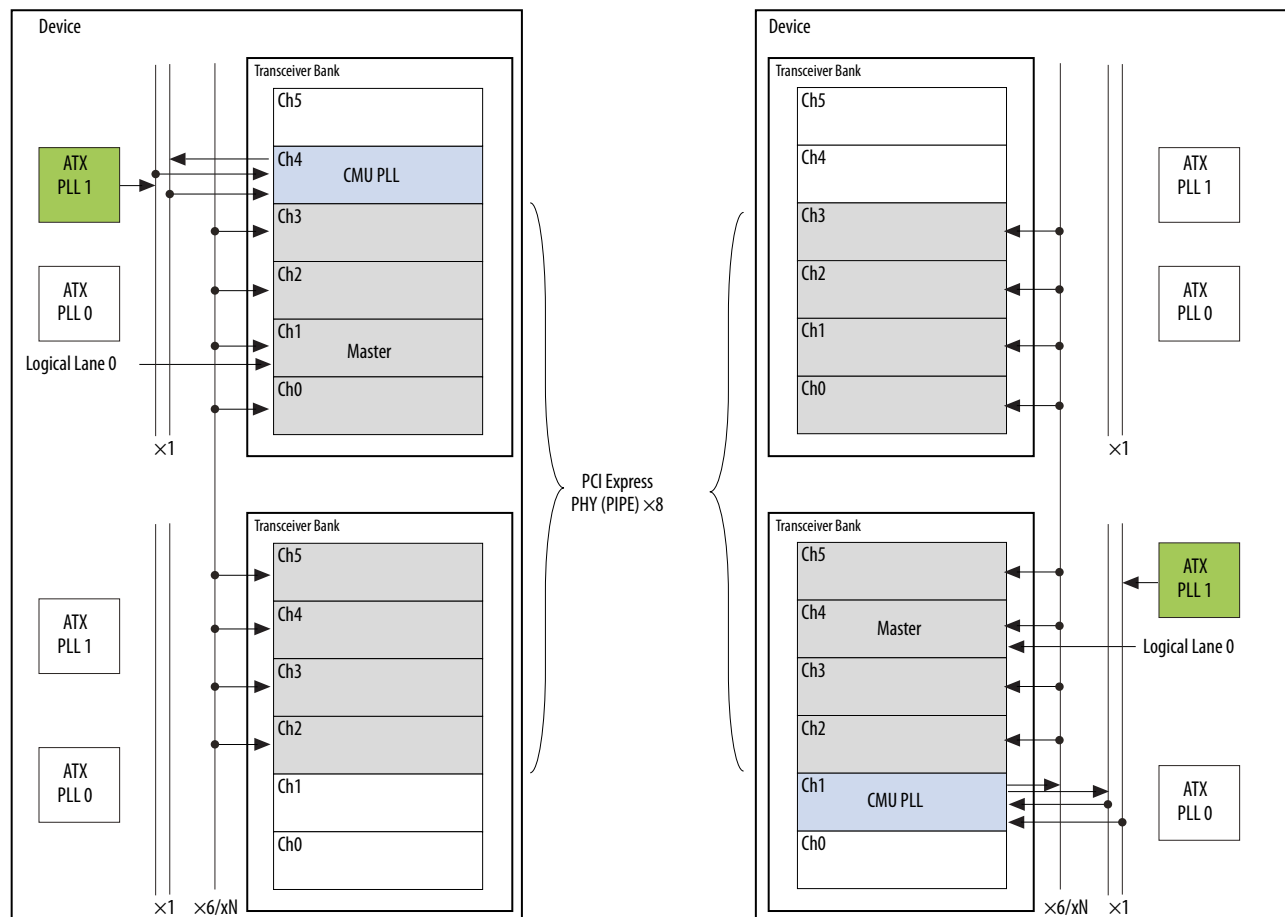 Device
Transceiver Bank
Ch5
Ch4
CMU PLL
Ch3
Ch2
Ch1
Master
Ch0
ATX
PLL 1
ATX
PLL 0
Logical Lane 0
×1
Transceiver Bank
Ch5
Ch4
Ch3
Ch2
Ch1
Ch0
ATX
PLL 1
ATX
PLL 0
×1
×6/xN
PCI Express
PHY (PIPE) ×8
Device
Transceiver Bank
Ch5
Ch4
Ch3
Ch2
Ch1
Ch0
ATX
PLL 1
ATX
PLL 0
×1
Transceiver Bank
Ch5
Ch4
Master
Ch3
Ch2
Ch1
CMU PLL
Ch0
ATX
PLL 1
Logical Lane 0
ATX
PLL 0
×6/xN
×1